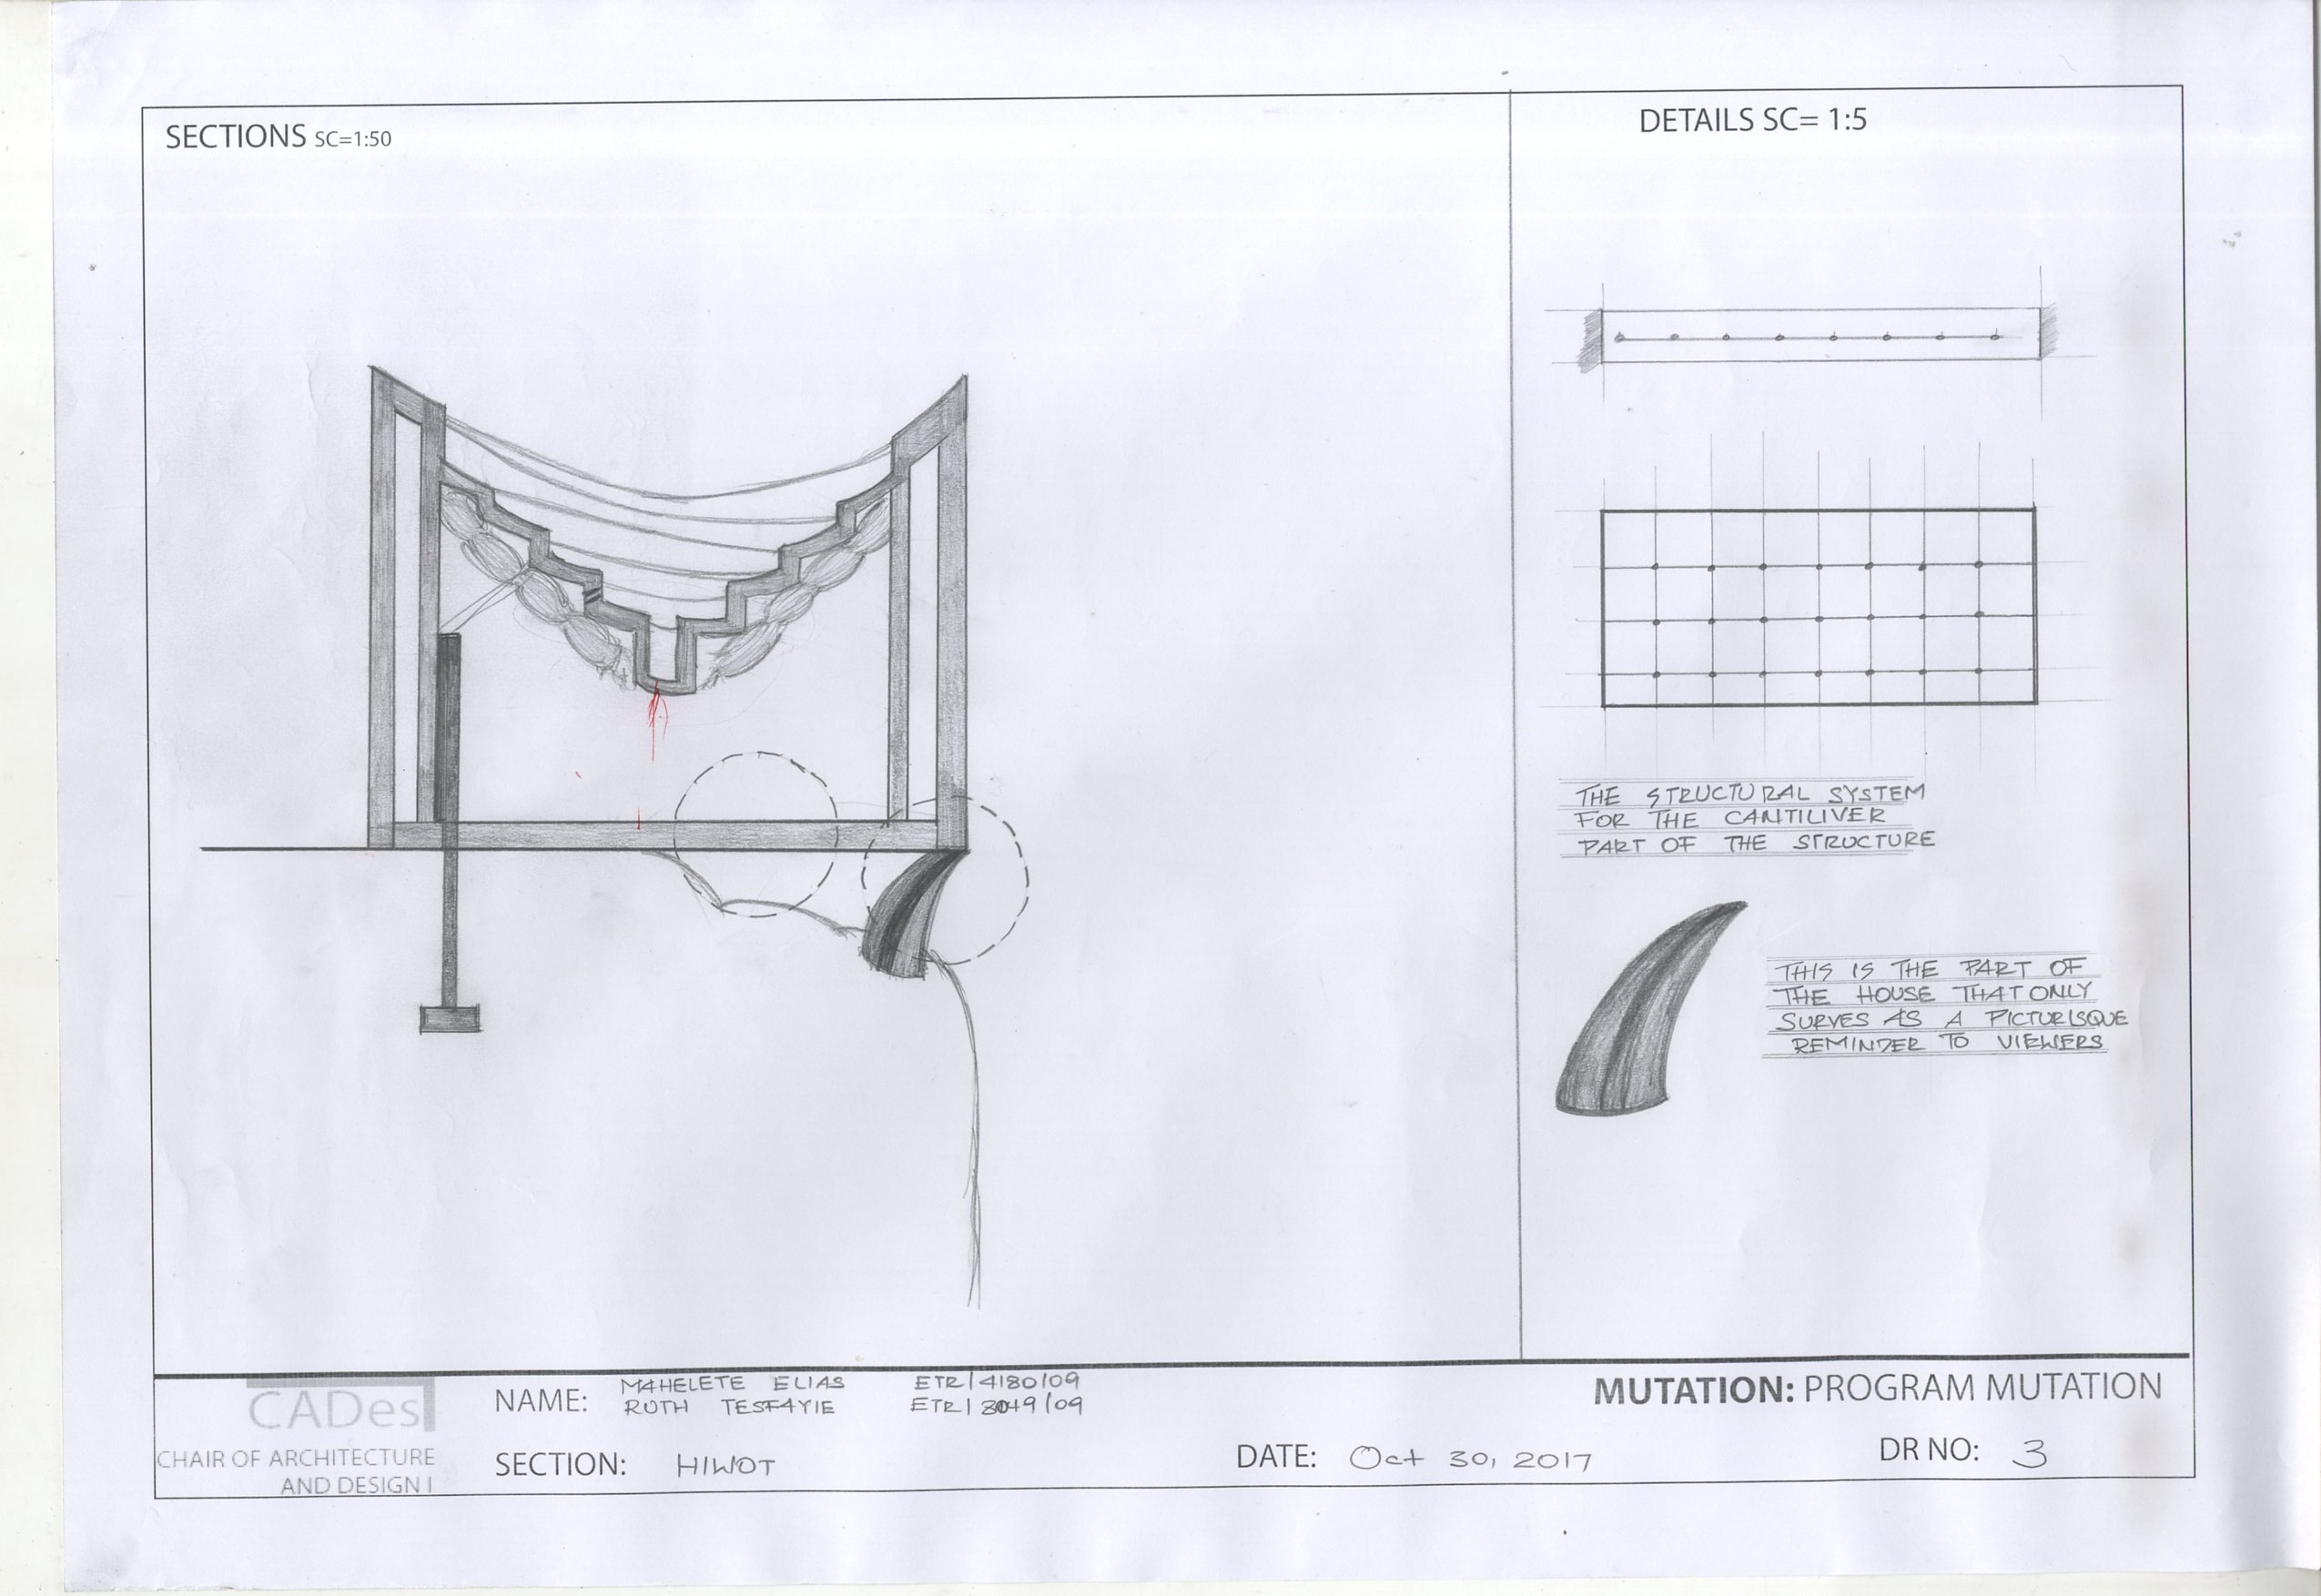 SECTIONS SC=1:50
DETAILS SC= 1:5
THE STRUCTURAL SYSTEM
FOR THE CANTILIVER
PART OF THE STRUCTURE
THIS IS THE PART OF
THE HOUSE THAT ONLY
SURVES AS A PICTURISQUE
REMINDER TO VIEWERS
CADes
CHAIR OF ARCHITECTURE
AND DESIGN I
NAME: MAHELETE ELIAS ETR/4180/09
RUTH TESFAYIE ETR/8049/09
SECTION: HIWOT
DATE: Oct 30, 2017
MUTATION: PROGRAM MUTATION
DR NO: 3